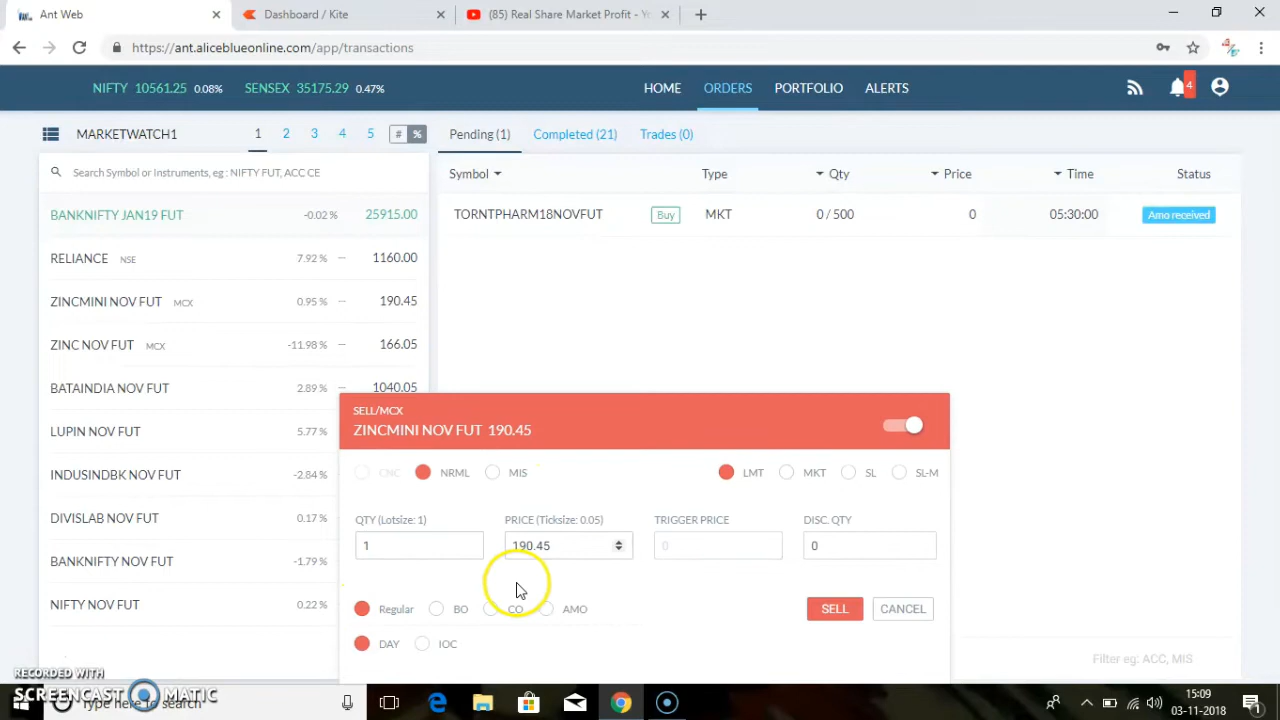 Ant Web
Dashboard / Kite
(85) Real Share Market Profit - Y
https://ant.aliceblueonline.com/app/transactions
NIFTY 10561.25 0.08% SENSEX 35175.29 0.47%
HOME ORDERS PORTFOLIO ALERTS
4
MARKETWATCH1 1 2 3 4 5 # %
Pending (1) Completed (21) Trades (0)
Search Symbol or Instruments, eg : NIFTY FUT, ACC CE
Symbol Type Qty Price Time Status
BANKNIFTY JAN19 FUT -0.02 % 25915.00
TORNTPHARM18NOVFUT Buy MKT 0 / 500 0 05:30:00 Amo received
RELIANCE NSE 7.92 % 1160.00
ZINCMINI NOV FUT MCX 0.95 % 190.45
ZINC NOV FUT MCX -11.98 % 166.05
BATAINDIA NOV FUT 2.89 % 1040.05
LUPIN NOV FUT 5.77 %
INDUSINDBK NOV FUT -2.84 %
DIVISLAB NOV FUT 0.17 %
BANKNIFTY NOV FUT -1.79 %
NIFTY NOV FUT 0.22 %
SELL/MCX
ZINCMINI NOV FUT 190.45
CNC NRML MIS LMT MKT SL SL-M
QTY (Lotsize: 1) PRICE (Ticksize: 0.05) TRIGGER PRICE DISC. QTY
1 190.45 0 0
Regular BO CO AMO SELL CANCEL
DAY IOC
Filter eg: ACC, MIS
RECORDED WITH
SCREENCAST MATIC
Type here to search
15:09
03-11-2018
1